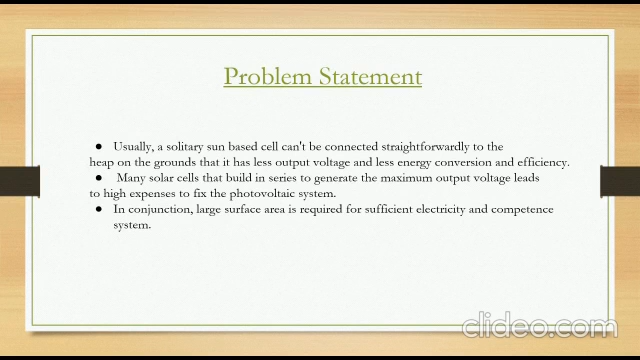 Problem Statement
● Usually, a solitary sun based cell can't be connected straightforwardly to the
heap on the grounds that it has less output voltage and less energy conversion and efficiency.
● Many solar cells that build in series to generate the maximum output voltage leads
to high expenses to fix the photovoltaic system.
● In conjunction, large surface area is required for sufficient electricity and competence
system.
clideo.com